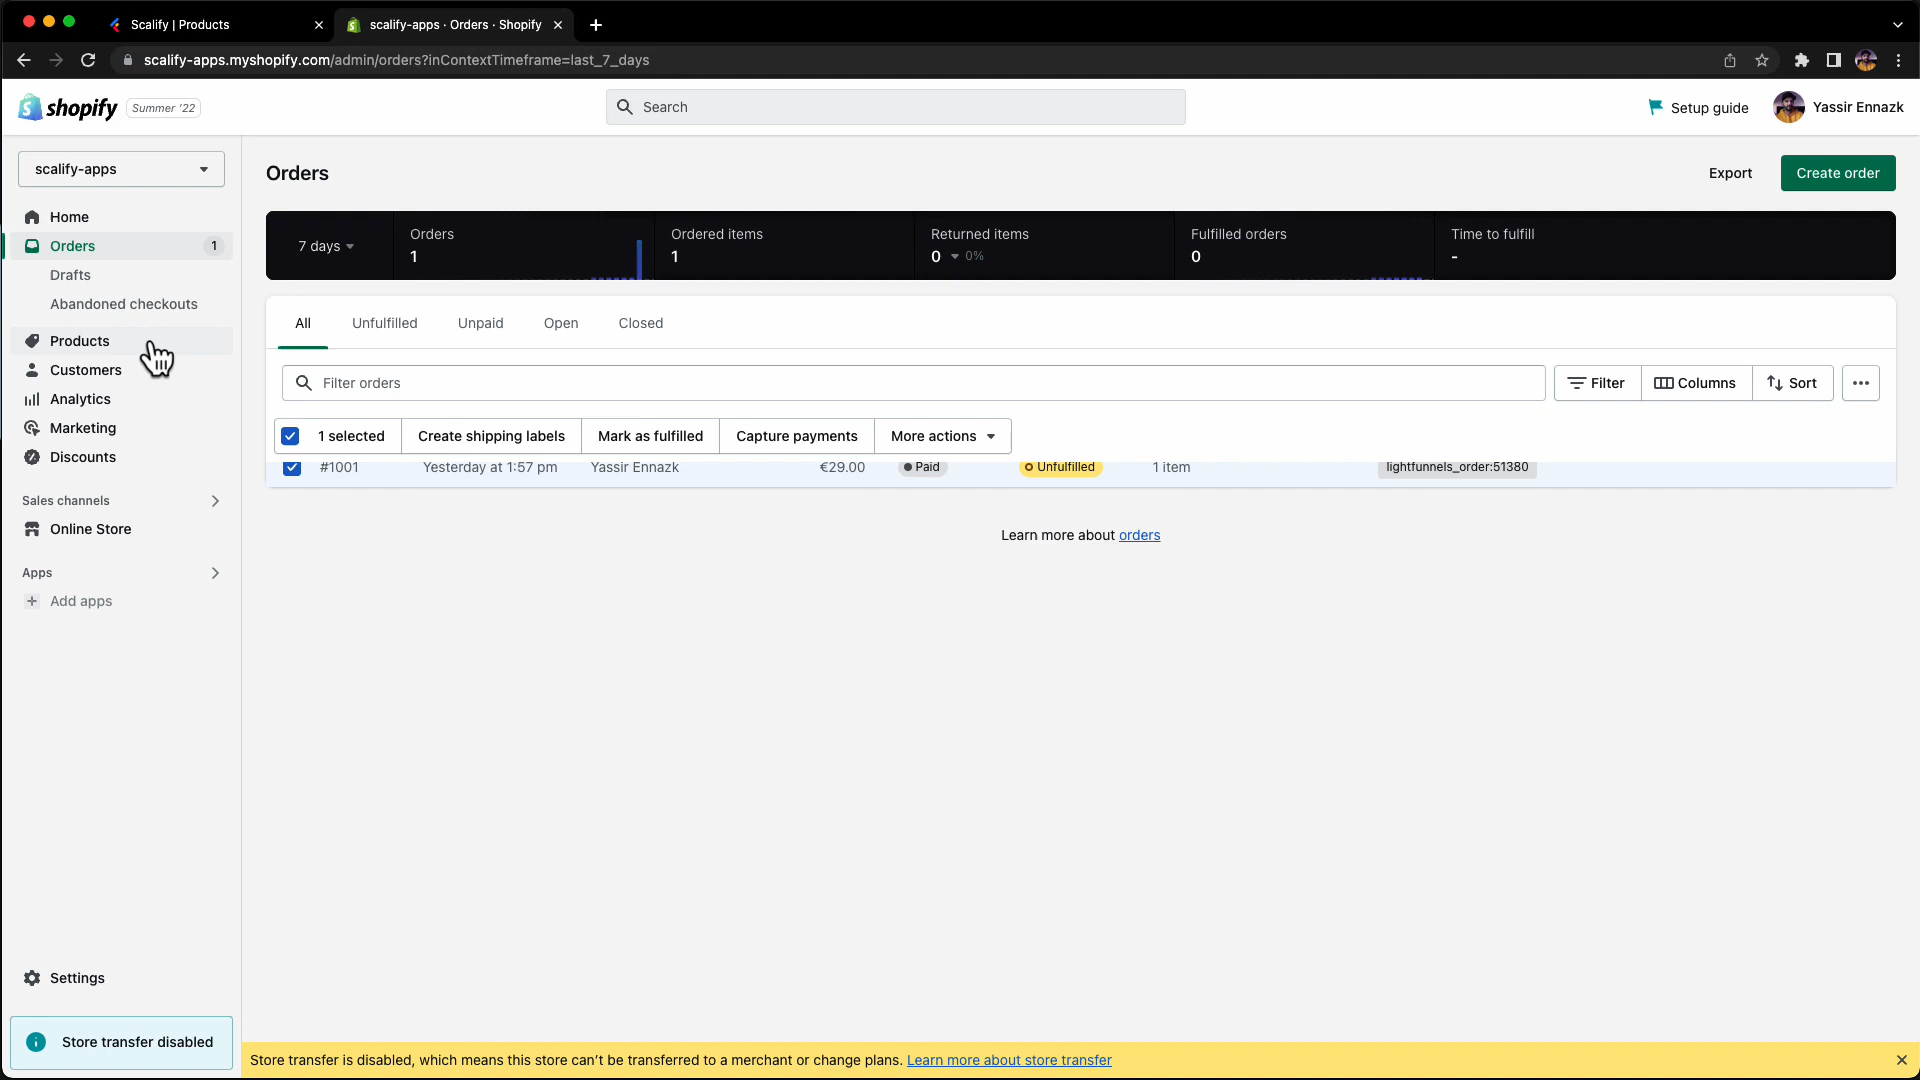 Scalify | Products
scalify-apps · Orders · Shopify
scalify-apps.myshopify.com/admin/orders?inContextTimeframe=last_7_days
shopify
Summer '22
Search
Setup guide
Yassir Ennazk
scalify-apps
Home
Orders 1
Drafts
Abandoned checkouts
Products
Customers
Analytics
Marketing
Discounts
Sales channels
Online Store
Apps
Add apps
Settings
Store transfer disabled
Orders
Export
Create order
7 days
Orders
1
Ordered items
1
Returned items
0 0%
Fulfilled orders
0
Time to fulfill
-
All Unfulfilled Unpaid Open Closed
Filter orders
Filter
Columns
Sort
1 selected Create shipping labels Mark as fulfilled Capture payments More actions
#1001 Yesterday at 1:57 pm Yassir Ennazk €29.00 Paid Unfulfilled 1 item lightfunnels_order:51380
Learn more about orders
Store transfer is disabled, which means this store can't be transferred to a merchant or change plans. Learn more about store transfer